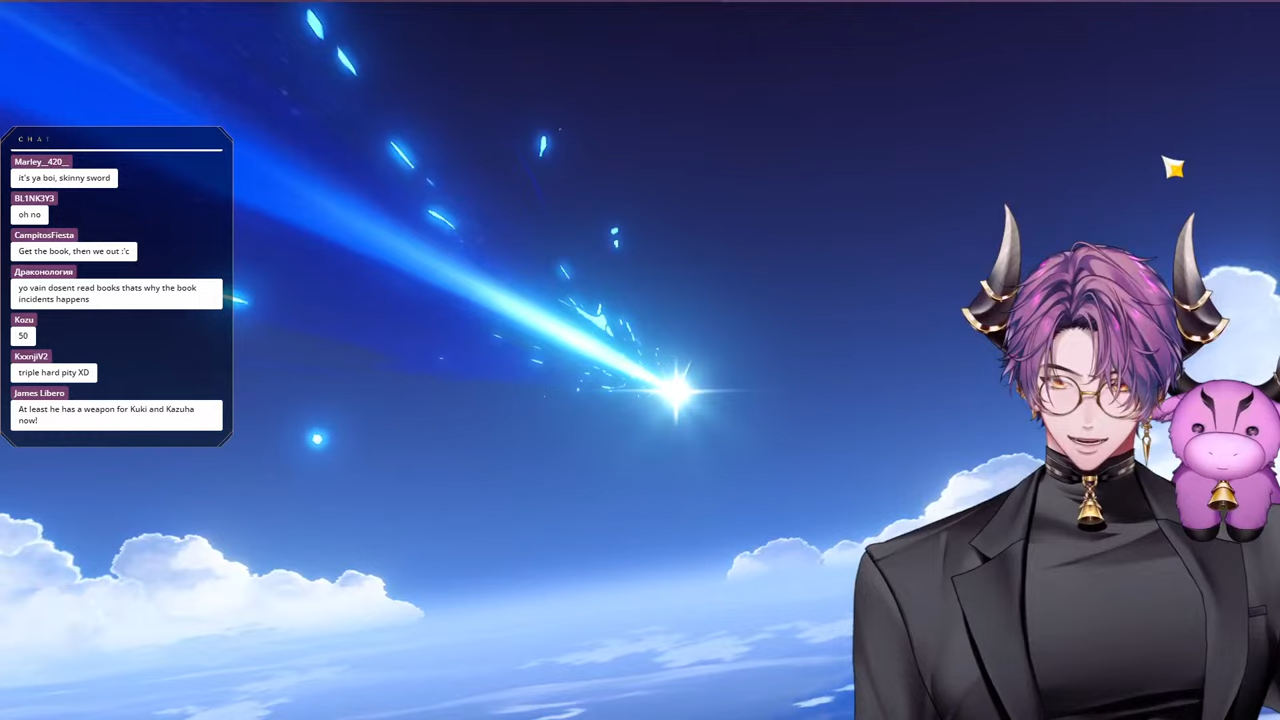 CHAT
Marley_420_
it's ya boi, skinny sword
BL1NK3Y3
oh no
CampitosFiesta
Get the book, then we out :'c
Драконология
yo vain dosent read books thats why the book
incidents happens
Kozu
50
KxxnjiV2
triple hard pity XD
James Libero
At least he has a weapon for Kuki and Kazuha
now!